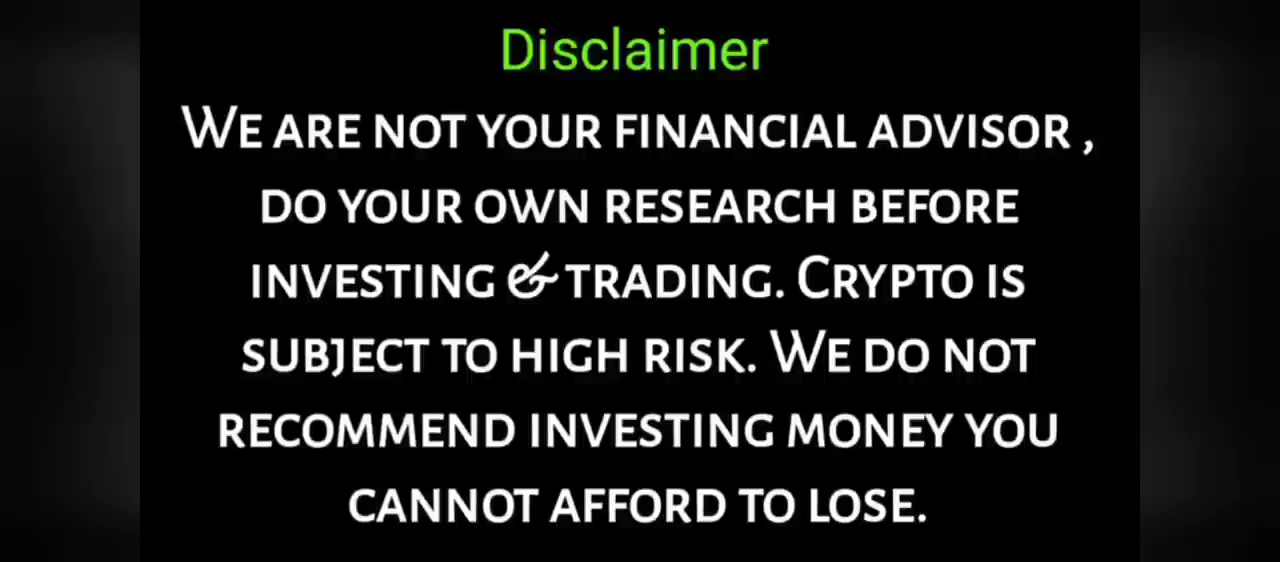 Disclaimer
We are not your financial advisor ,
do your own research before
investing & trading. Crypto is
subject to high risk. We do not
recommend investing money you
cannot afford to lose.